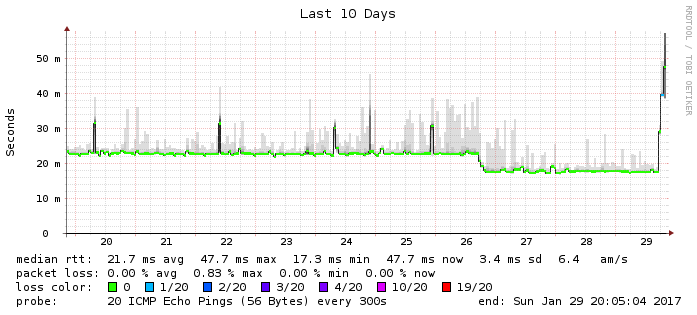 Last 10 Days
RRDTOOL / TOBI OETIKER
Seconds
50 m
40 m
30 m
20 m
10 m
0
20 21 22 23 24 25 26 27 28 29
median rtt: 21.7 ms avg 47.7 ms max 17.3 ms min 47.7 ms now 3.4 ms sd 6.4 am/s
packet loss: 0.00 % avg 0.83 % max 0.00 % min 0.00 % now
loss color: 0 1/20 2/20 3/20 4/20 10/20 19/20
probe: 20 ICMP Echo Pings (56 Bytes) every 300s end: Sun Jan 29 20:05:04 2017